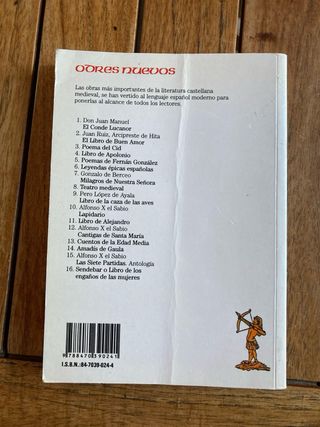 ODRES NUEVOS
Las obras más importantes de la literatura castellana
medieval, se han vertido al lenguaje español moderno para
ponerlas al alcance de todos los lectores.
1. Don Juan Manuel
El Conde Lucanor
2. Juan Ruiz, Arcipreste de Hita
El Libro de Buen Amor
3. Poema del Cid
4. Libro de Apolonio
5. Poemas de Fernán González
6. Leyendas épicas españolas
7. Gonzalo de Berceo
Milagros de Nuestra Señora
8. Teatro medieval
9. Pero López de Ayala
Libro de la caza de las aves
10. Alfonso X el Sabio
Lapidario
11. Libro de Alejandro
12. Alfonso X el Sabio
Cantigas de Santa María
13. Cuentos de la Edad Media
14. Amadís de Gaula
15. Alfonso X el Sabio
Las Siete Partidas. Antología
16. Sendebar o Libro de los
engaños de las mujeres
9 788470 390241
I.S.B.N.:84-7039-024-4